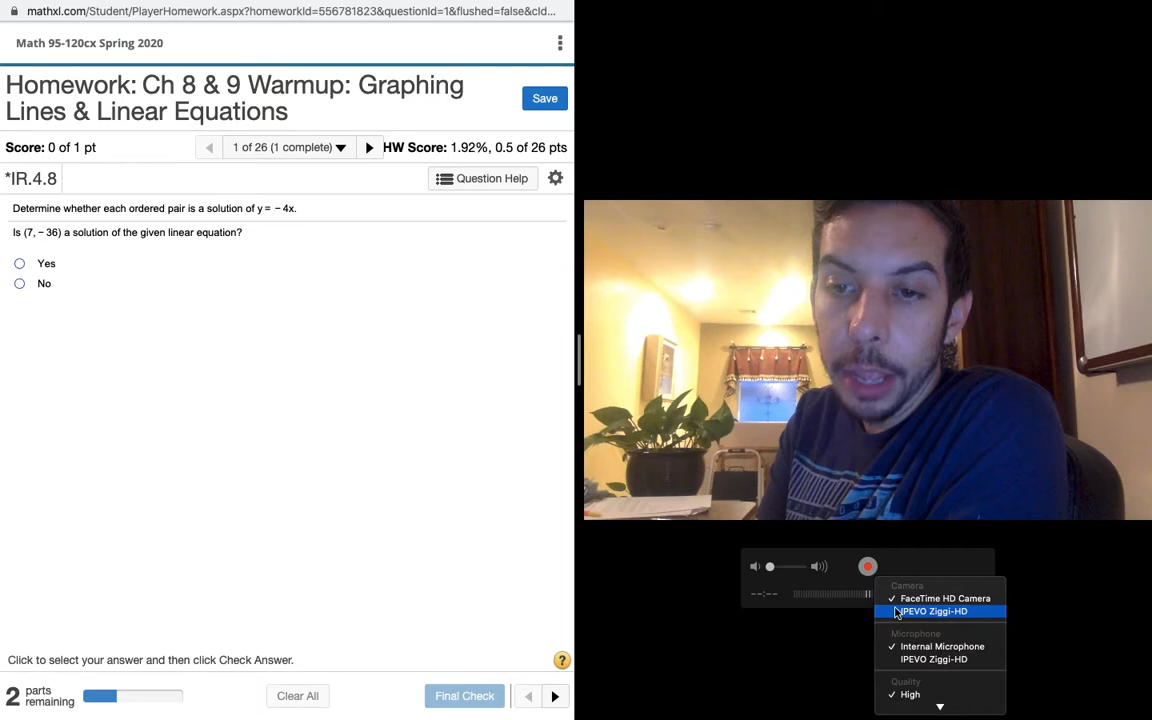 mathxl.com/Student/PlayerHomework.aspx?homeworkId=556781823&questionId=1&flushed=false&cId...
Math 95-120cx Spring 2020
Homework: Ch 8 & 9 Warmup: Graphing
Lines & Linear Equations
Save
Score: 0 of 1 pt
1 of 26 (1 complete)
HW Score: 1.92%, 0.5 of 26 pts
*IR.4.8
Question Help
Determine whether each ordered pair is a solution of y = − 4x.
Is (7, − 36) a solution of the given linear equation?
Yes
No
Click to select your answer and then click Check Answer.
?
2 parts
remaining
Clear All
Final Check
--:--
Camera
✓ FaceTime HD Camera
IPEVO Ziggi-HD
Microphone
✓ Internal Microphone
IPEVO Ziggi-HD
Quality
✓ High